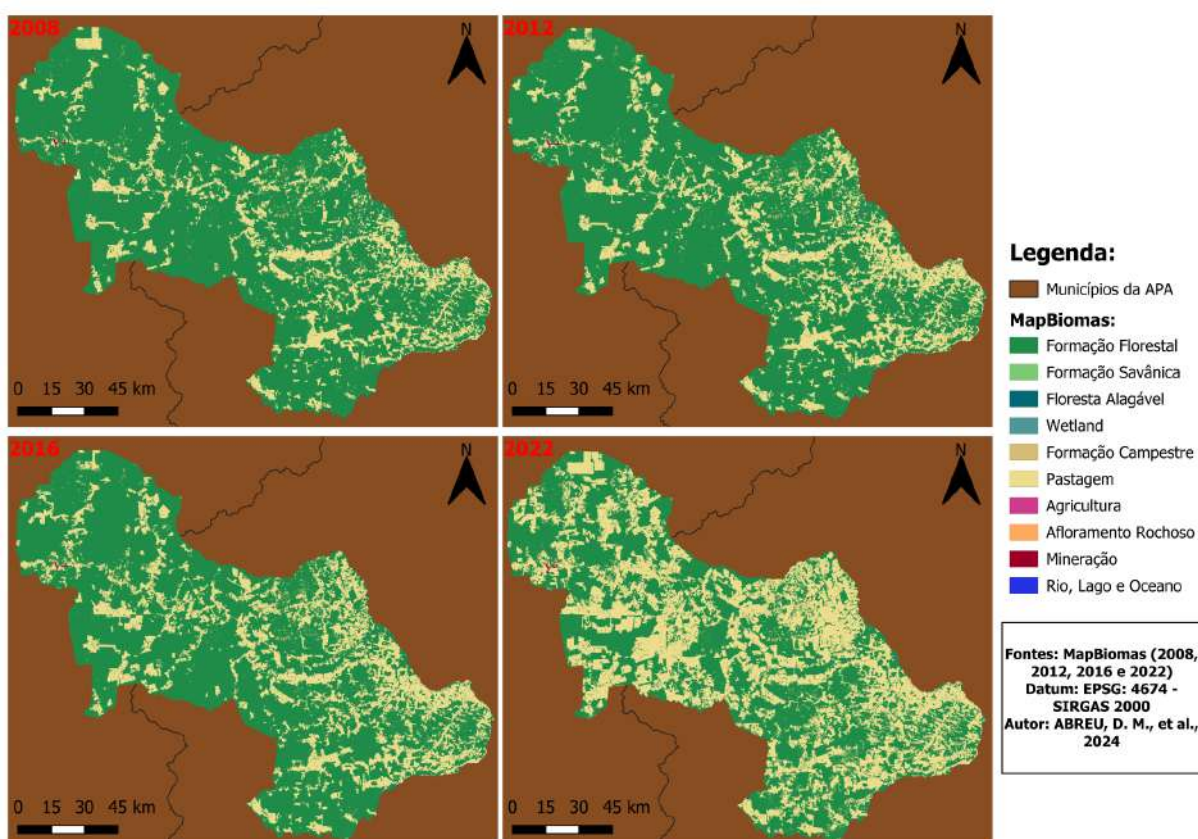 2008
N
0 15 30 45 km
2012
N
0 15 30 45 km
2016
N
0 15 30 45 km
2022
N
0 15 30 45 km
Legenda:
Municípios da APA
MapBiomas:
Formação Florestal
Formação Savânica
Floresta Alagável
Wetland
Formação Campestre
Pastagem
Agricultura
Afloramento Rochoso
Mineração
Rio, Lago e Oceano
Fontes: MapBiomas (2008,
2012, 2016 e 2022)
Datum: EPSG: 4674 -
SIRGAS 2000
Autor: ABREU, D. M., et al.,
2024